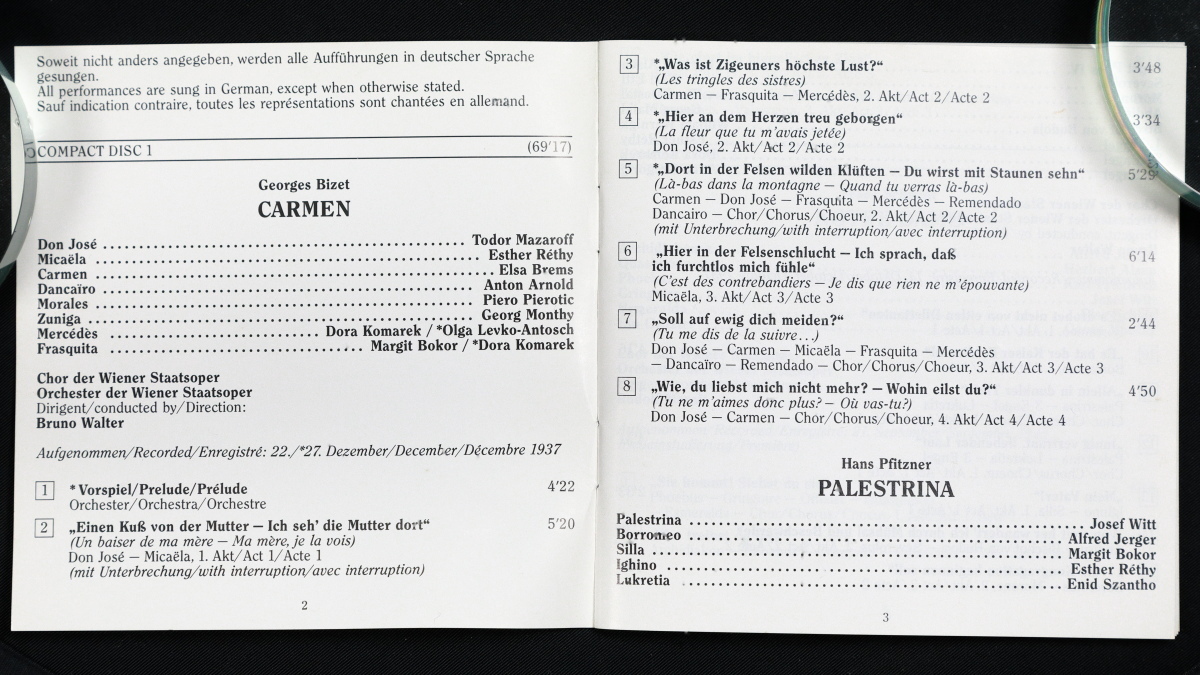 Soweit nicht anders angegeben, werden alle Aufführungen in deutscher Sprache
gesungen.
All performances are sung in German, except when otherwise stated.
Sauf indication contraire, toutes les représentations sont chantées en allemand.
COMPACT DISC 1 (69'17)
Georges Bizet
CARMEN
Don José ........ Todor Mazaroff
Micaëla ........ Esther Réthy
Carmen ........ Elsa Brems
Dancaïro ........ Anton Arnold
Morales ........ Piero Pierotic
Zuniga ........ Georg Monthy
Mercédès ........ Dora Komarek / *Olga Levko-Antosch
Frasquita ........ Margit Bokor / *Dora Komarek
Chor der Wiener Staatsoper
Orchester der Wiener Staatsoper
Dirigent/conducted by/Direction:
Bruno Walter
Aufgenommen/Recorded/Enregistré: 22./*27. Dezember/December/Décembre 1937
1 *Vorspiel/Prelude/Prélude 4'22
Orchester/Orchestra/Orchestre
2 „Einen Kuß von der Mutter – Ich seh' die Mutter dort“ 5'20
(Un baiser de ma mère – Ma mère, je la vois)
Don José – Micaëla, 1. Akt/Act 1/Acte 1
(mit Unterbrechung/with interruption/avec interruption)
2
3 *„Was ist Zigeuners höchste Lust?“ 3'48
(Les tringles des sistres)
Carmen – Frasquita – Mercédès, 2. Akt/Act 2/Acte 2
4 *„Hier an dem Herzen treu geborgen“ 3'34
(La fleur que tu m'avais jetée)
Don José, 2. Akt/Act 2/Acte 2
5 *„Dort in der Felsen wilden Klüften – Du wirst mit Staunen sehn“ 5'29
(Là-bas dans la montagne – Quand tu verras là-bas)
Carmen – Don José – Frasquita – Mercédès – Remendado
Dancairo – Chor/Chorus/Choeur, 2. Akt/Act 2/Acte 2
(mit Unterbrechung/with interruption/avec interruption)
6 „Hier in der Felsenschlucht – Ich sprach, daß 6'14
ich furchtlos mich fühle“
(C'est des contrebandiers – Je dis que rien ne m'épouvante)
Micaëla, 3. Akt/Act 3/Acte 3
7 „Soll auf ewig dich meiden?“ 2'44
(Tu me dis de la suivre...)
Don José – Carmen – Micaëla – Frasquita – Mercédès
– Dancaïro – Remendado – Chor/Chorus/Choeur, 3. Akt/Act 3/Acte 3
8 „Wie, du liebst mich nicht mehr? – Wohin eilst du?“ 4'50
(Tu ne m'aimes donc plus? – Où vas-tu?)
Don José – Carmen – Chor/Chorus/Choeur, 4. Akt/Act 4/Acte 4
Hans Pfitzner
PALESTRINA
Palestrina ........ Josef Witt
Borromeo ........ Alfred Jerger
Silla ........ Margit Bokor
Ighino ........ Esther Réthy
Lukretia ........ Enid Szantho
3